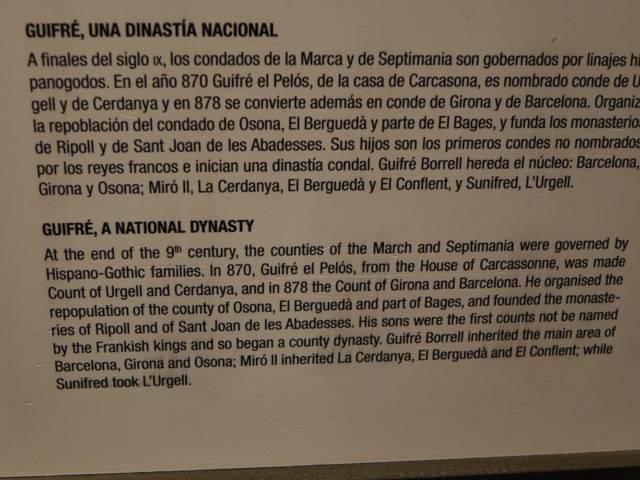 GUIFRÉ, UNA DINASTÍA NACIONAL
A finales del siglo IX, los condados de la Marca y de Septimania son gobernados por linajes hi
panogodos. En el año 870 Guifré el Pelós, de la casa de Carcasona, es nombrado conde de U
gell y de Cerdanya y en 878 se convierte además en conde de Girona y de Barcelona. Organiz
la repoblación del condado de Osona, El Berguedà y parte de El Bages, y funda los monasterio
de Ripoll y de Sant Joan de les Abadesses. Sus hijos son los primeros condes no nombrados
por los reyes francos e inician una dinastía condal. Guifré Borrell hereda el núcleo: Barcelona,
Girona y Osona; Miró II, La Cerdanya, El Berguedà y El Conflent, y Sunifred, L'Urgell.
GUIFRÉ, A NATIONAL DYNASTY
At the end of the 9th century, the counties of the March and Septimania were governed by
Hispano-Gothic families. In 870, Guifré el Pelós, from the House of Carcassonne, was made
Count of Urgell and Cerdanya, and in 878 the Count of Girona and Barcelona. He organised the
repopulation of the county of Osona, El Berguedà and part of Bages, and founded the monaste-
ries of Ripoll and of Sant Joan de les Abadesses. His sons were the first counts not be named
by the Frankish kings and so began a county dynasty. Guifré Borrell inherited the main area of
Barcelona, Girona and Osona; Miró II inherited La Cerdanya, El Berguedà and El Conflent; while
Sunifred took L'Urgell.